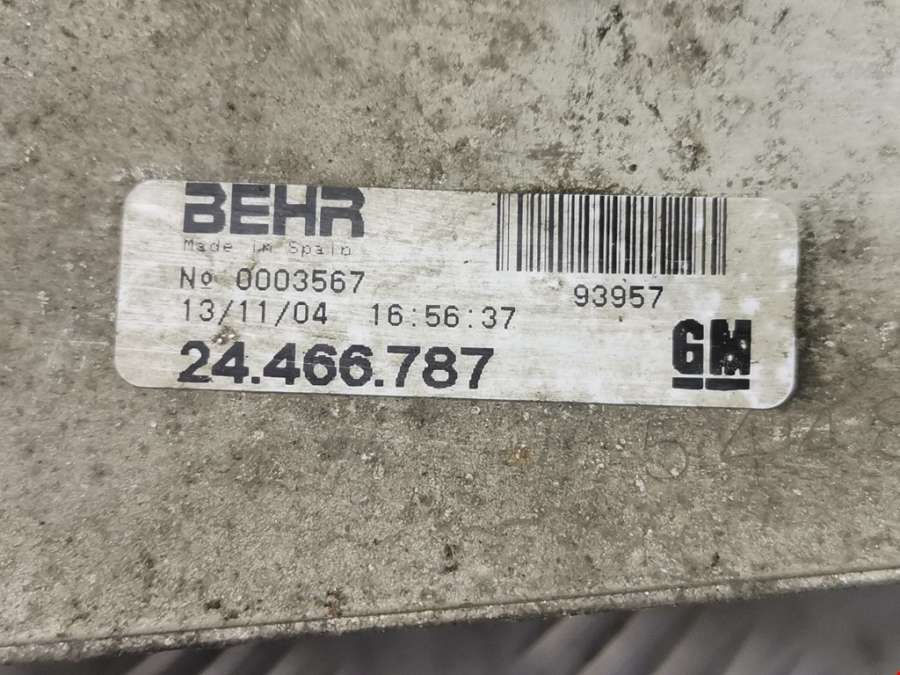 BEHR
Made in Spain
No 0003567
93957
13/11/04 16:56:37
GM
24.466.787